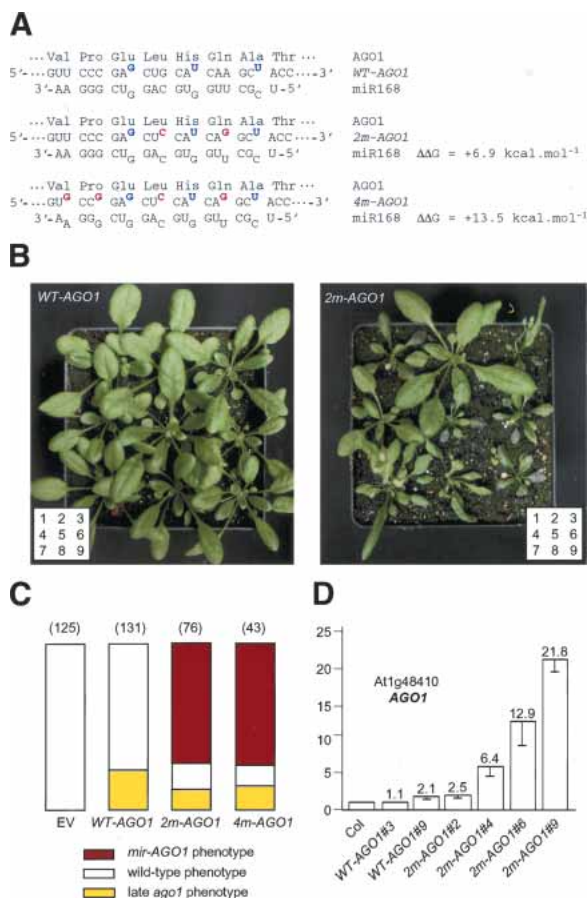 A
... Val Pro Glu Leu His Gln Ala Thr ... AGO1
5'-... GUU CCC GAG CUG CAU CAA GCU ACC...-3' WT-AGO1
3'-AA GGG CUG GAC GUG GUU CGCU-5' miR168
... Val Pro Glu Leu His Gln Ala Thr ... AGO1
5'-... GUU CCC GAG CUC CAU CAG GCU ACC...-3' 2m-AGO1
3'-AA GGG CUG GAC GUG GUU CGCU-5' miR168 ΔΔG = +6.9 kcal.mol⁻¹
... Val Pro Glu Leu His Gln Ala Thr ... AGO1
5'-... GUG CCG GAG CUC CAU CAG GCU ACC...-3' 4m-AGO1
3'-AA GGG CUG GAC GUG GUU CGCU-5' miR168 ΔΔG = +13.5 kcal.mol⁻¹
B
WT-AGO1
1 2 3
4 5 6
7 8 9
2m-AGO1
1 2 3
4 5 6
7 8 9
C
(125) (131) (76) (43)
EV WT-AGO1 2m-AGO1 4m-AGO1
mir-AGO1 phenotype
wild-type phenotype
late ago1 phenotype
D
25
20
15
10
5
0
At1g48410
AGO1
1.1 2.1 2.5 6.4 12.9 21.8
Col WT-AGO1#3 WT-AGO1#9 2m-AGO1#2 2m-AGO1#4 2m-AGO1#6 2m-AGO1#9